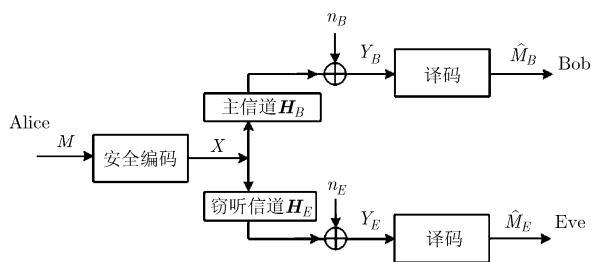 n_B
Y_B
译码
M̂_B
Bob
主信道H_B
Alice
M
安全编码
X
窃听信道H_E
n_E
Y_E
译码
M̂_E
Eve